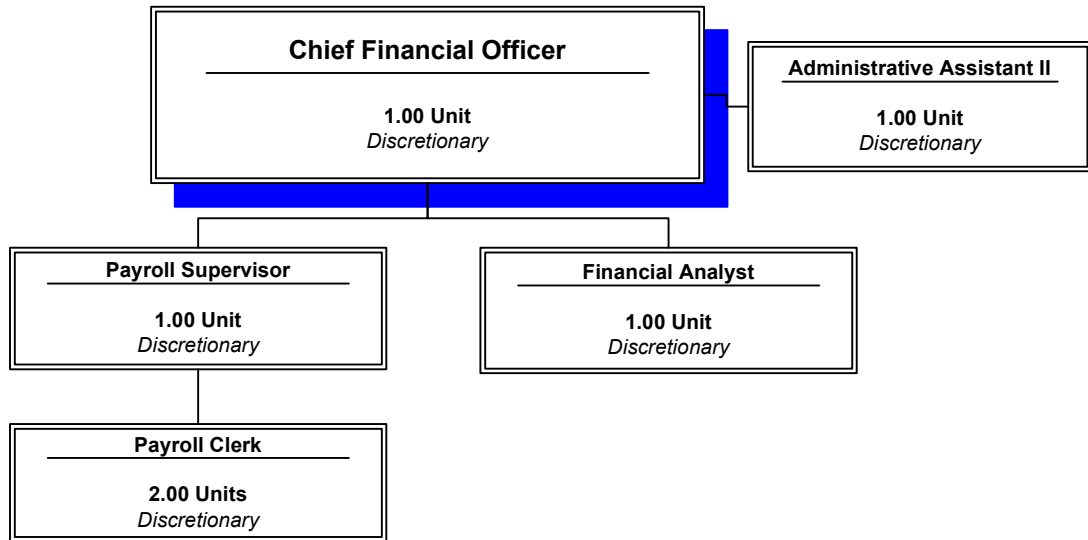 Chief Financial Officer
1.00 Unit
Discretionary
Administrative Assistant II
1.00 Unit
Discretionary
Payroll Supervisor
1.00 Unit
Discretionary
Financial Analyst
1.00 Unit
Discretionary
Payroll Clerk
2.00 Units
Discretionary